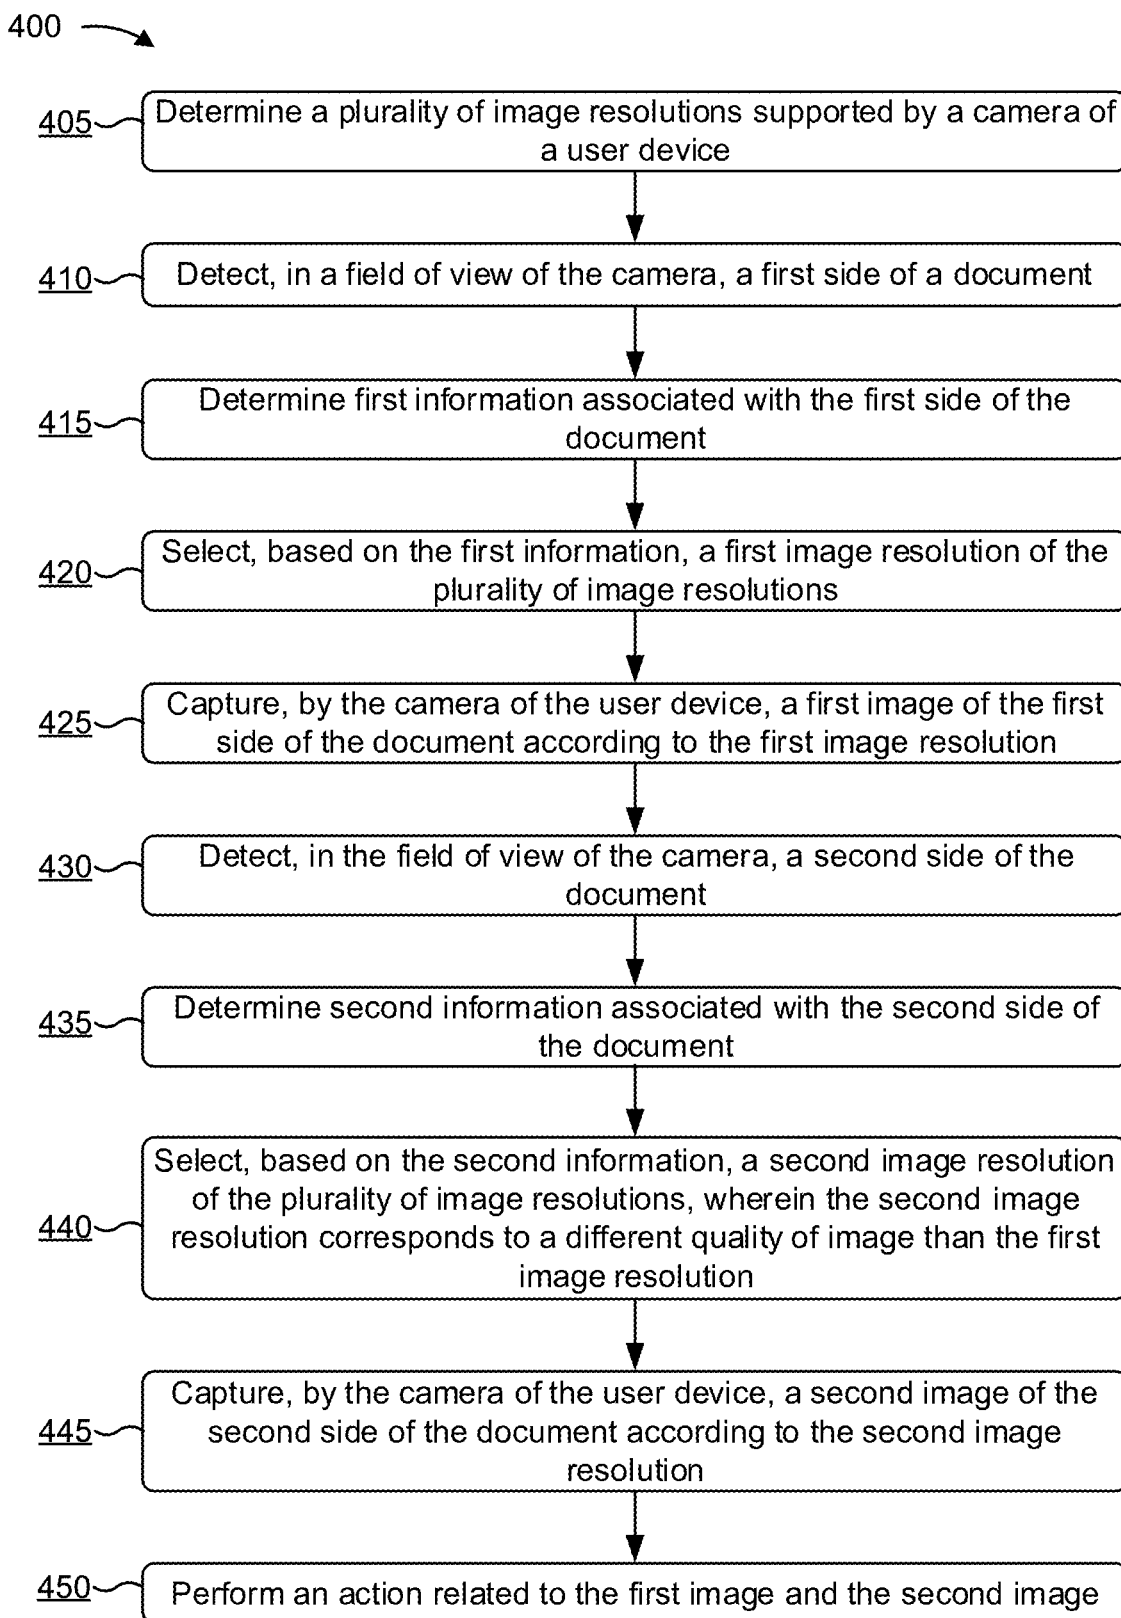 400
405
Determine a plurality of image resolutions supported by a camera of
a user device
410
Detect, in a field of view of the camera, a first side of a document
415
Determine first information associated with the first side of the
document
420
Select, based on the first information, a first image resolution of the
plurality of image resolutions
425
Capture, by the camera of the user device, a first image of the first
side of the document according to the first image resolution
430
Detect, in the field of view of the camera, a second side of the
document
435
Determine second information associated with the second side of
the document
440
Select, based on the second information, a second image resolution
of the plurality of image resolutions, wherein the second image
resolution corresponds to a different quality of image than the first
image resolution
445
Capture, by the camera of the user device, a second image of the
second side of the document according to the second image
resolution
450
Perform an action related to the first image and the second image